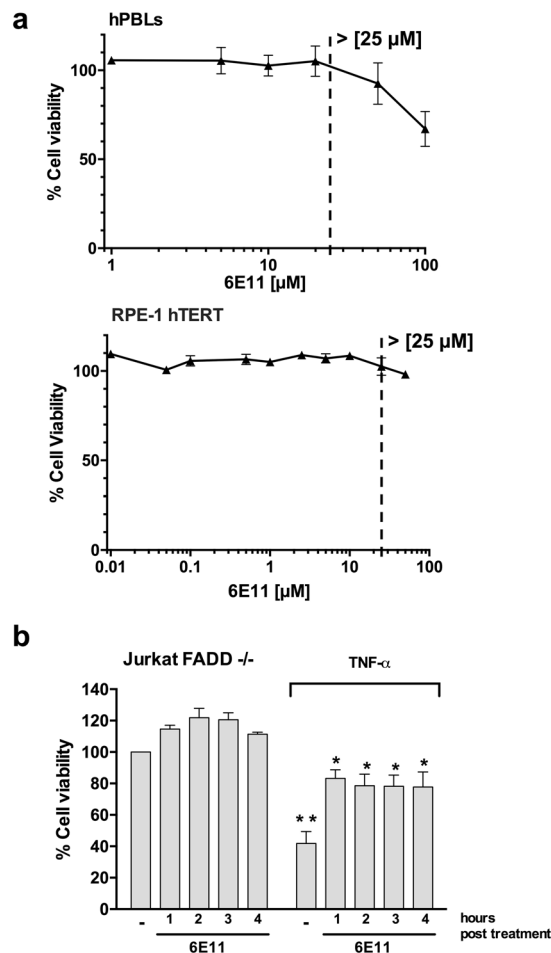 a
hPBLs
> [25 µM]
% Cell viability
100
50
0
1 10 100
6E11 [µM]
RPE-1 hTERT
> [25 µM]
% Cell Viability
100
50
0
0.01 0.1 1 10 100
6E11 [µM]
b
Jurkat FADD -/-
TNF-α
% Cell viability
140
120
100
80
60
40
20
0
** * * * *
- 1 2 3 4 - 1 2 3 4 hours
post treatment
6E11 6E11